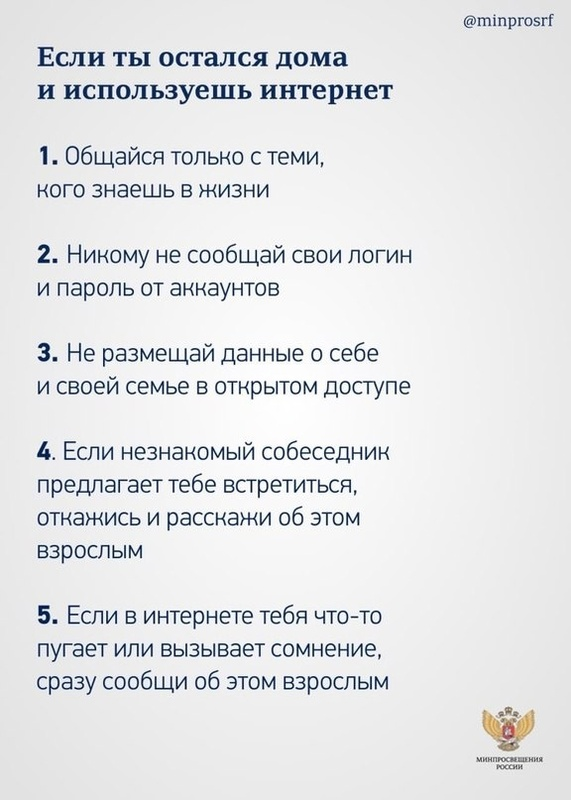 @minprosrf
Если ты остался дома
и используешь интернет
1. Общайся только с теми,
кого знаешь в жизни
2. Никому не сообщай свои логин
и пароль от аккаунтов
3. Не размещай данные о себе
и своей семье в открытом доступе
4. Если незнакомый собеседник
предлагает тебе встретиться,
откажись и расскажи об этом
взрослым
5. Если в интернете тебя что-то
пугает или вызывает сомнение,
сразу сообщи об этом взрослым
МИНПРОСВЕЩЕНИЯ
РОССИИ